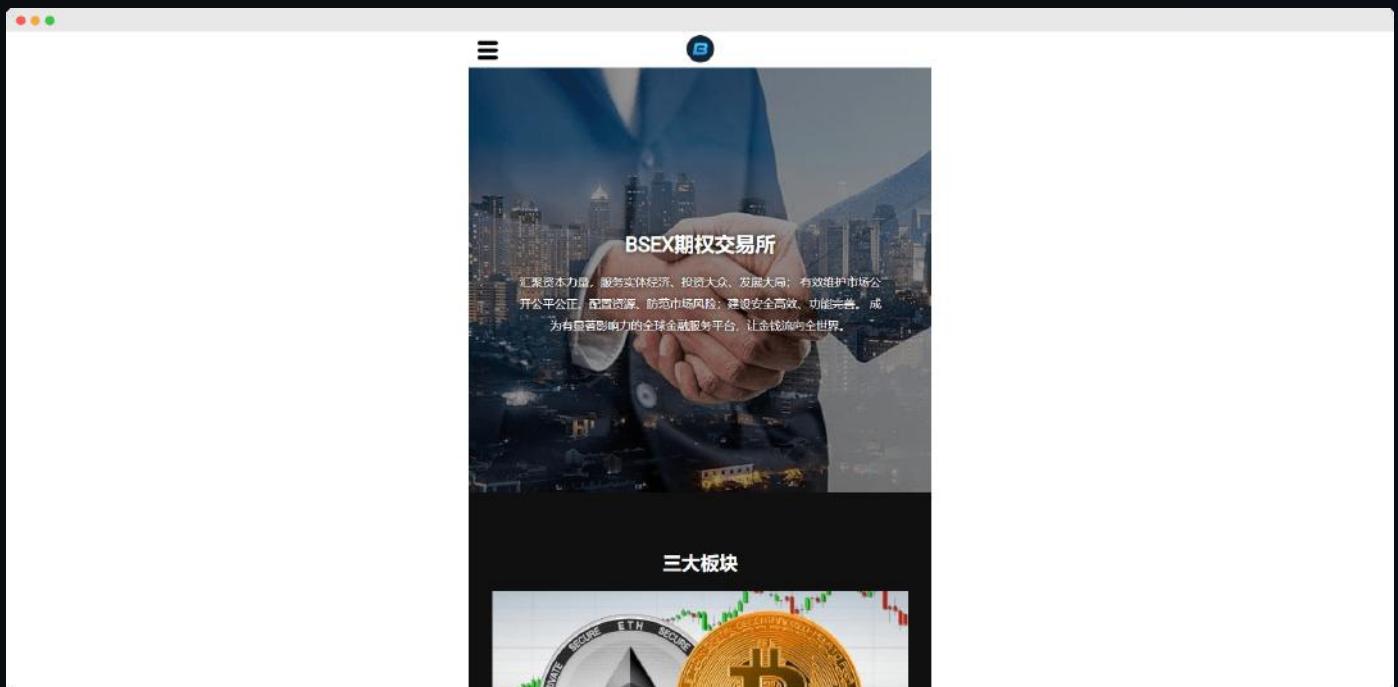 B
BSEX期权交易所
汇聚资本力量，服务实体经济、投资大众、发展大局； 有效维护市场公
开公平公正，配置资源、防范市场风险；建设安全高效、功能完善。 成
为有显著影响力的全球金融服务平台，让金钱流向全世界。
三大板块
SECURE ETH SECURE